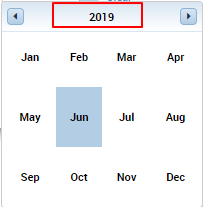 2019
Jan Feb Mar Apr
May Jun Jul Aug
Sep Oct Nov Dec